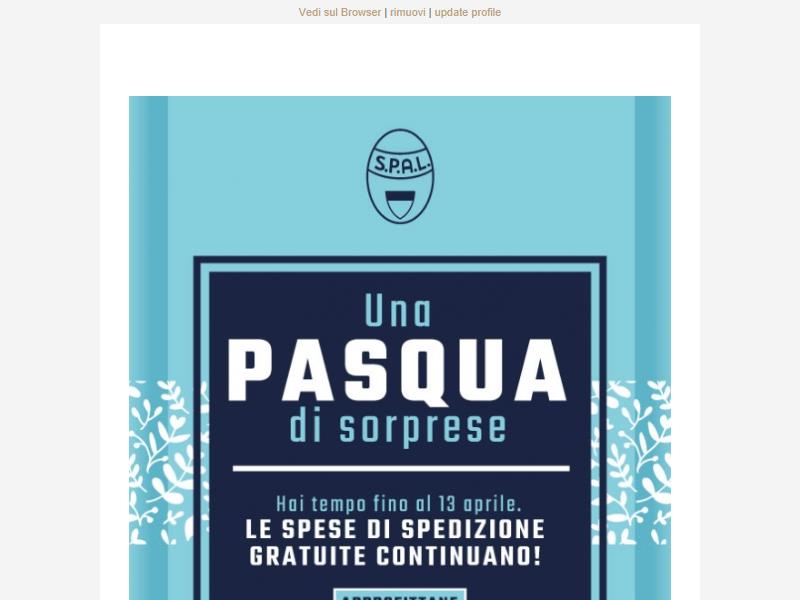 Vedi sul Browser | rimuovi | update profile
S.P.A.L.
Una
PASQUA
di sorprese
Hai tempo fino al 13 aprile.
LE SPESE DI SPEDIZIONE
GRATUITE CONTINUANO!
APPROFITTANE